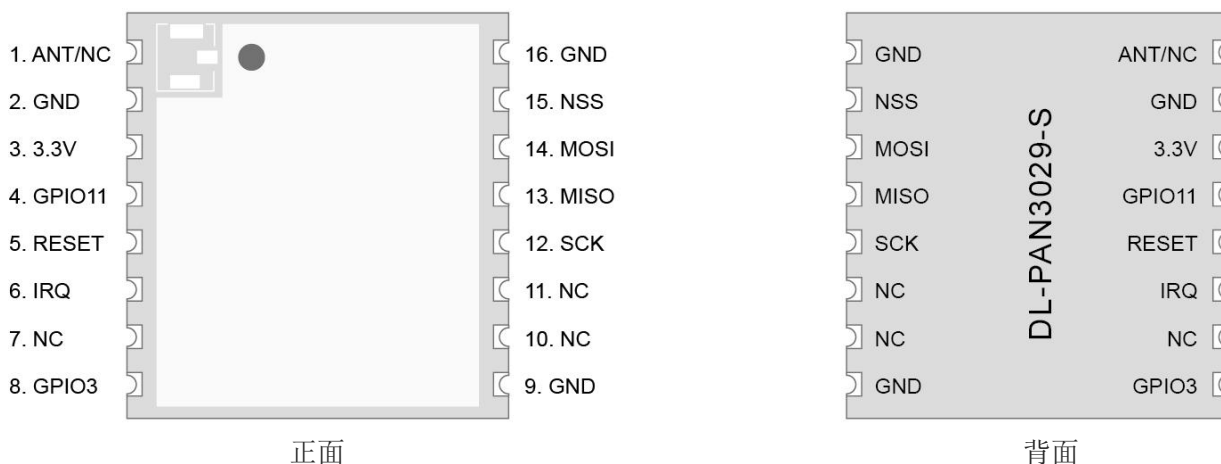 1. ANT/NC
2. GND
3. 3.3V
4. GPIO11
5. RESET
6. IRQ
7. NC
8. GPIO3
16. GND
15. NSS
14. MOSI
13. MISO
12. SCK
11. NC
10. NC
9. GND
正面
GND
NSS
MOSI
MISO
SCK
NC
NC
GND
DL-PAN3029-S
ANT/NC
GND
3.3V
GPIO11
RESET
IRQ
NC
GPIO3
背面